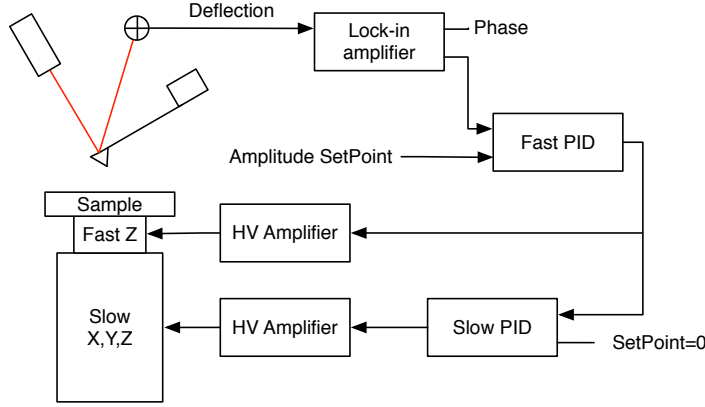 Deflection
Lock-in
amplifier
Phase
Amplitude SetPoint
Fast PID
Sample
Fast Z
HV Amplifier
Slow
X,Y,Z
HV Amplifier
Slow PID
SetPoint=0